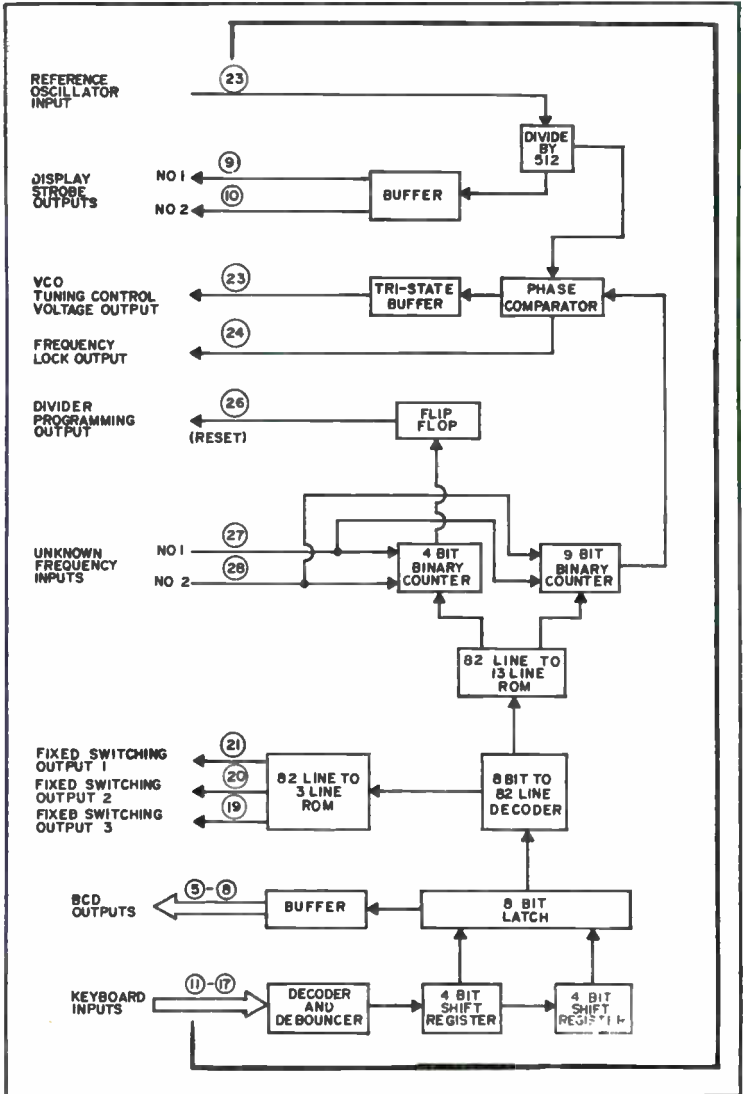 REFERENCE
OSCILLATOR
INPUT
23
DIVIDE
BY
512
DISPLAY
STROBE
OUTPUTS
NO 1
9
NO 2
10
BUFFER
VCO
TUNING CONTROL
VOLTAGE OUTPUT
23
TRI-STATE
BUFFER
PHASE
COMPARATOR
FREQUENCY
LOCK OUTPUT
24
DIVIDER
PROGRAMMING
OUTPUT
26
(RESET)
FLIP
FLOP
UNKNOWN
FREQUENCY
INPUTS
NO 1
27
NO 2
28
4 BIT
BINARY
COUNTER
9 BIT
BINARY
COUNTER
82 LINE TO
13 LINE
ROM
FIXED SWITCHING
OUTPUT 1
21
FIXED SWITCHING
OUTPUT 2
20
FIXED SWITCHING
OUTPUT 3
19
82 LINE TO
3 LINE
ROM
8 BIT TO
82 LINE
DECODER
BCD
OUTPUTS
5-8
BUFFER
8 BIT
LATCH
KEYBOARD
INPUTS
11-17
DECODER
AND
DEBOUNCER
4 BIT
SHIFT
REGISTER
4 BIT
SHIFT
REGISTER